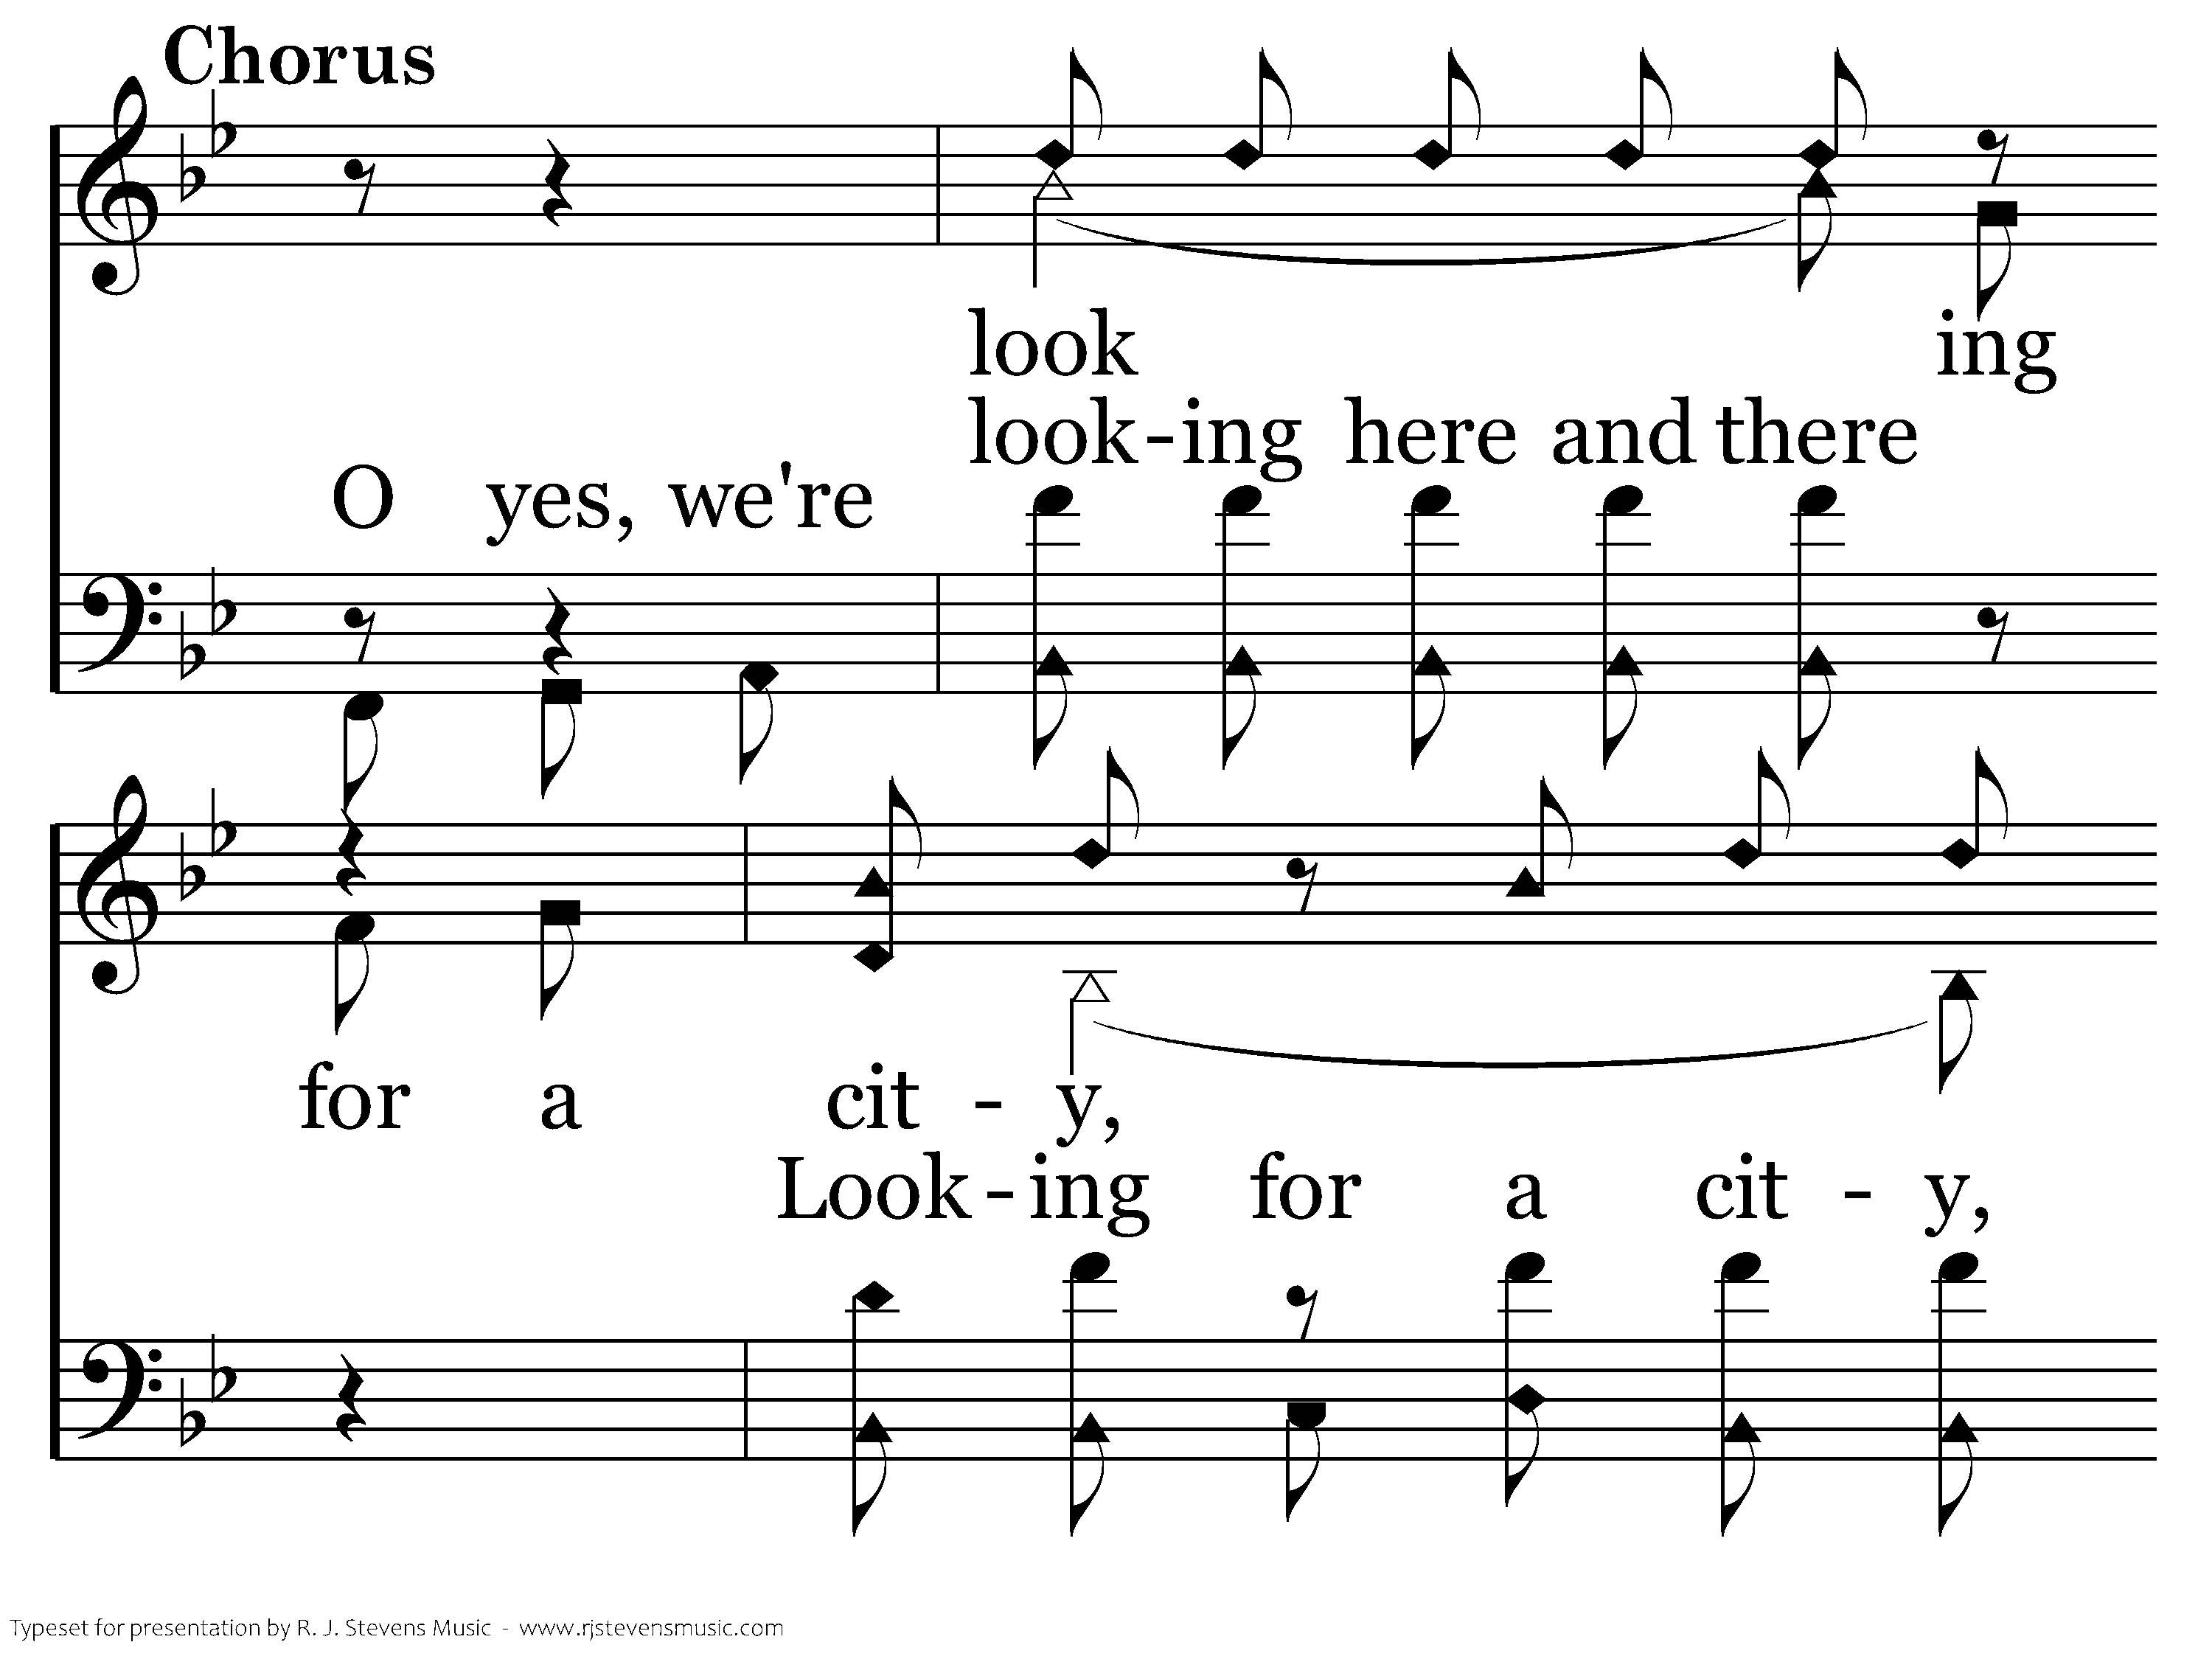 Chorus
look ing
look-ing here and there
O yes, we're
for a cit - y,
Look-ing for a cit - y,
Typeset for presentation by R. J. Stevens Music - www.rjstevensmusic.com